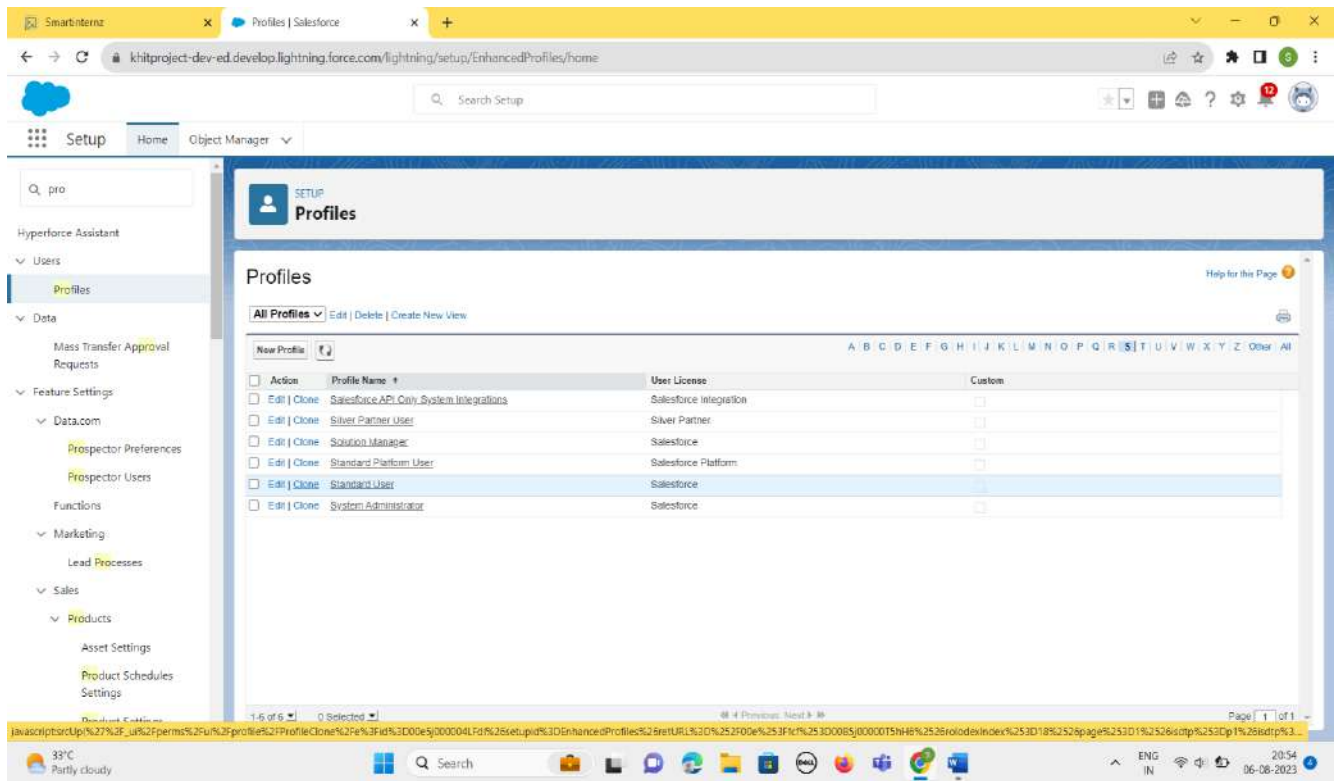 Smartinternz
Profiles | Salesforce
khitproject-dev-ed.develop.lightning.force.com/lightning/setup/EnhancedProfiles/home
S
Search Setup
12
Setup Home Object Manager
pro
Hyperforce Assistant
Users
Profiles
Data
Mass Transfer Approval
Requests
Feature Settings
Data.com
Prospector Preferences
Prospector Users
Functions
Marketing
Lead Processes
Sales
Products
Asset Settings
Product Schedules
Settings
Product Settings
SETUP
Profiles
Profiles
Help for this Page
All Profiles Edit | Delete | Create New View
New Profile A B C D E F G H I J K L M N O P Q R S T U V W X Y Z Other All
Action Profile Name User License Custom
Edit | Clone Salesforce API Only System Integrations Salesforce Integration
Edit | Clone Silver Partner User Silver Partner
Edit | Clone Solution Manager Salesforce
Edit | Clone Standard Platform User Salesforce Platform
Edit | Clone Standard User Salesforce
Edit | Clone System Administrator Salesforce
1-6 of 6 0 Selected Previous Next Page 1 of 1
33°C
Partly cloudy
Search
DELL
ENG
IN
20:54
06-08-2023
4